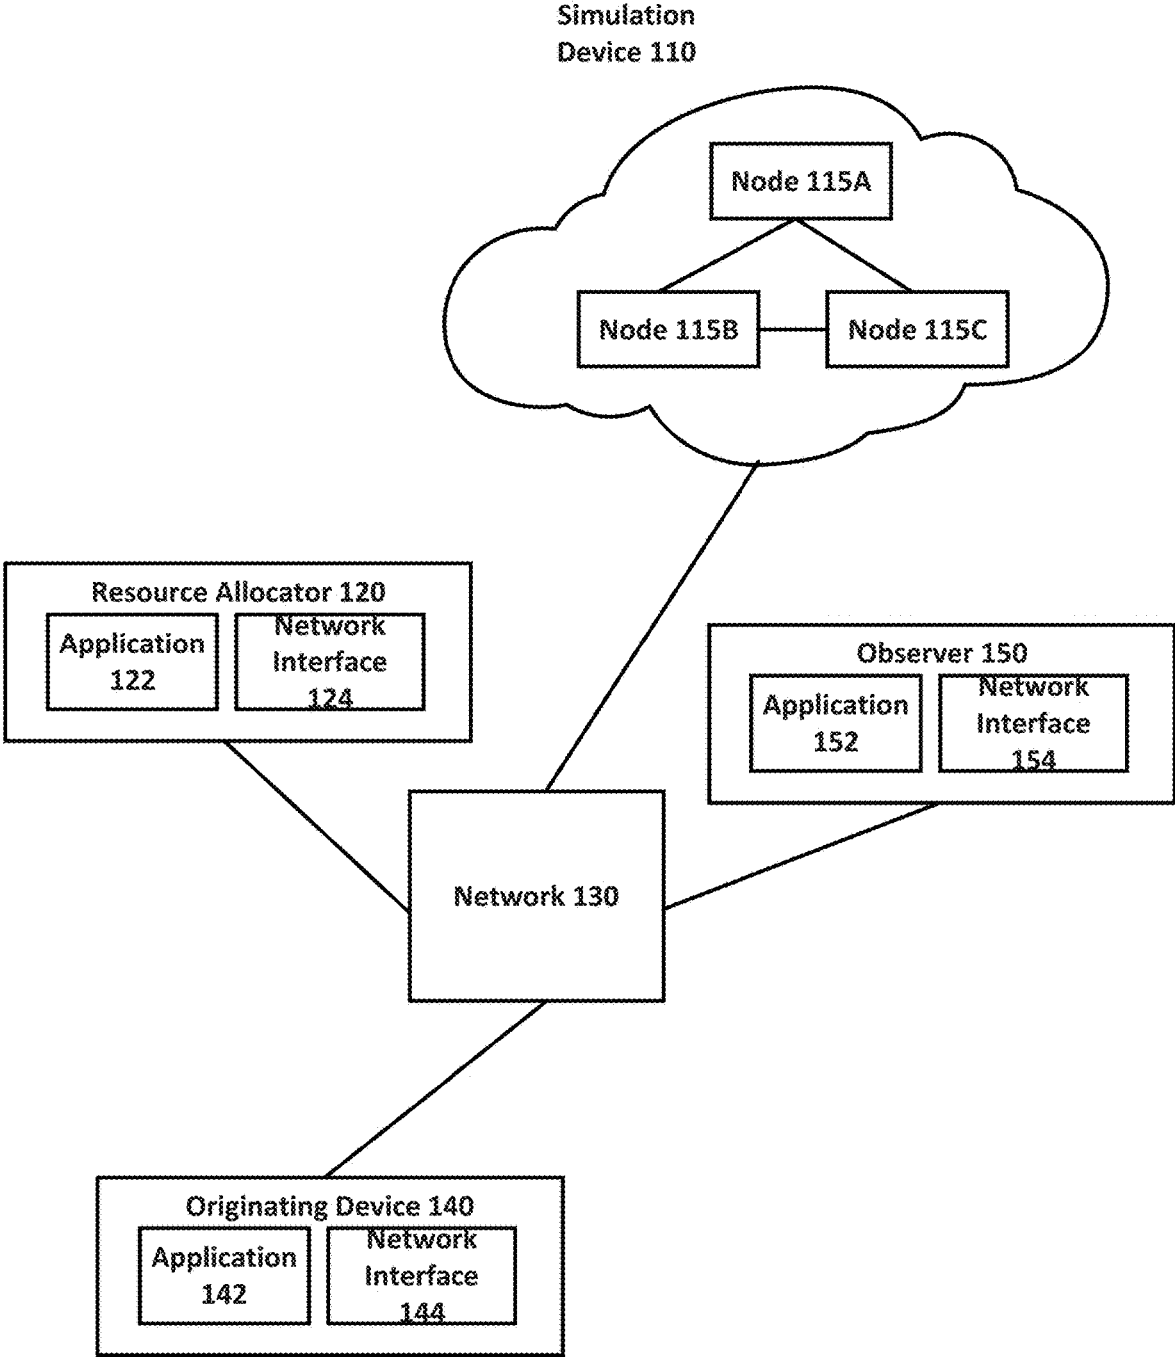 Simulation
Device 110
Node 115A
Node 115B
Node 115C
Resource Allocator 120
Application
122
Network
Interface
124
Observer 150
Application
152
Network
Interface
154
Network 130
Originating Device 140
Application
142
Network
Interface
144